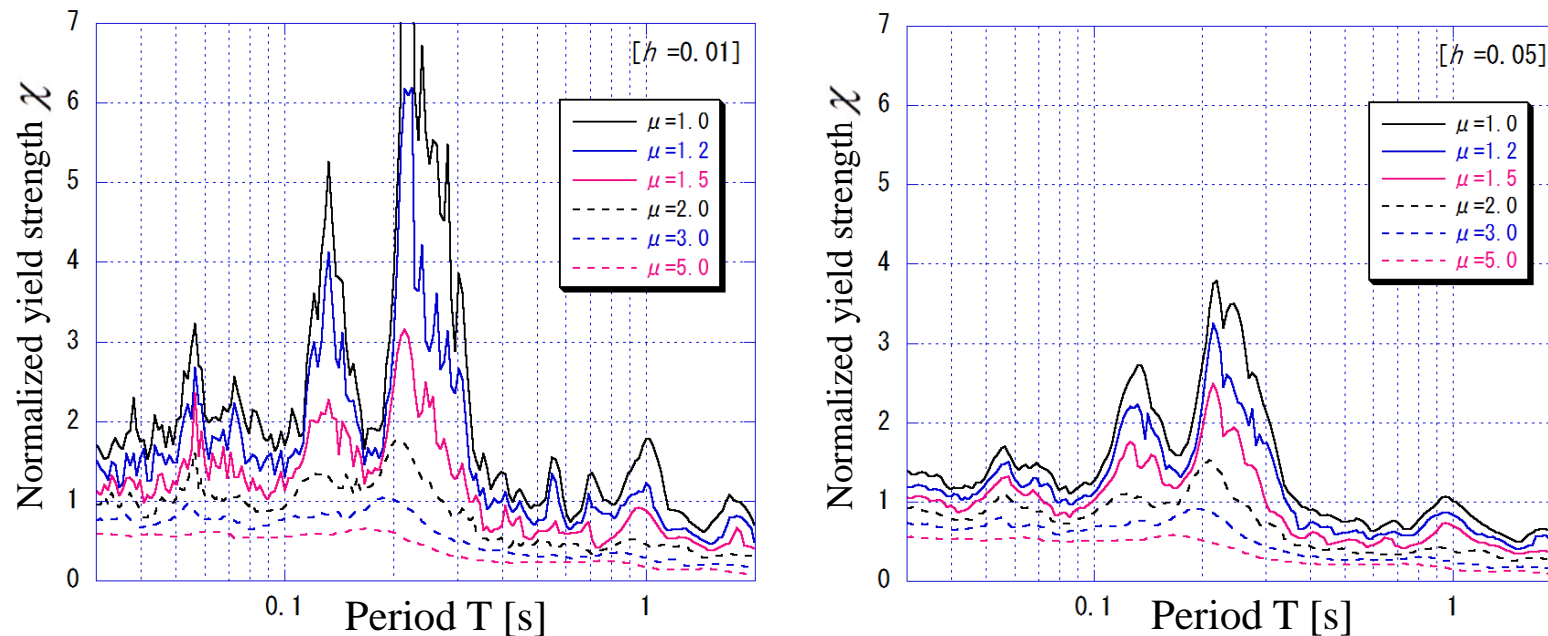 Normalized yield strength χ
7
6
5
4
3
2
1
0
[h =0.01]
μ=1.0
μ=1.2
μ=1.5
μ=2.0
μ=3.0
μ=5.0
0.1
1
Period T [s]
Normalized yield strength χ
7
6
5
4
3
2
1
0
[h =0.05]
μ=1.0
μ=1.2
μ=1.5
μ=2.0
μ=3.0
μ=5.0
0.1
1
Period T [s]